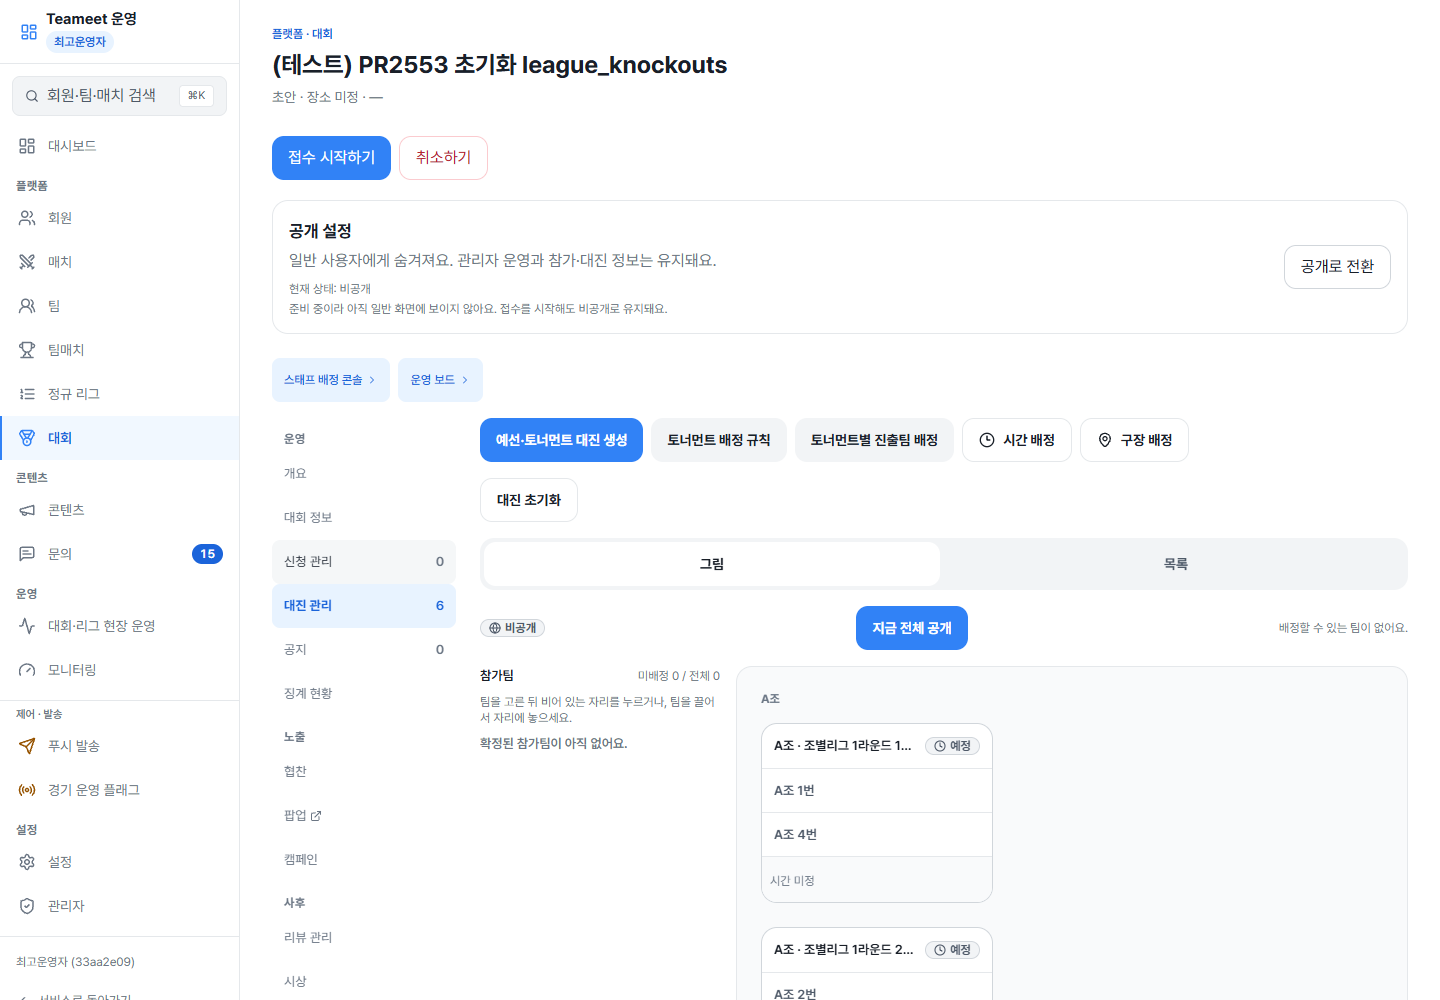 Teameet 운영
최고운영자
회원·팀·매치 검색 ⌘K
대시보드
플랫폼
회원
매치
팀
팀매치
정규 리그
대회
콘텐츠
콘텐츠
문의 15
운영
대회·리그 현장 운영
모니터링
제어 · 발송
푸시 발송
경기 운영 플래그
설정
설정
관리자
최고운영자 (33aa2e09)
서비스로 돌아가기
플랫폼 · 대회
(테스트) PR2553 초기화 league_knockouts
초안 · 장소 미정 · —
접수 시작하기 취소하기
공개 설정
일반 사용자에게 숨겨져요. 관리자 운영과 참가·대진 정보는 유지돼요.
현재 상태: 비공개
준비 중이라 아직 일반 화면에 보이지 않아요. 접수를 시작해도 비공개로 유지돼요.
공개로 전환
스태프 배정 콘솔 운영 보드
운영
개요
대회 정보
신청 관리 0
대진 관리 6
공지 0
징계 현황
노출
협찬
팝업
캠페인
사후
리뷰 관리
시상
예선·토너먼트 대진 생성 토너먼트 배정 규칙 토너먼트별 진출팀 배정 시간 배정 구장 배정
대진 초기화
그림 목록
비공개 지금 전체 공개 배정할 수 있는 팀이 없어요.
참가팀 미배정 0 / 전체 0
팀을 고른 뒤 비어 있는 자리를 누르거나, 팀을 끌어
서 자리에 놓으세요.
확정된 참가팀이 아직 없어요.
A조
A조 · 조별리그 1라운드 1... 예정
A조 1번
A조 4번
시간 미정
A조 · 조별리그 1라운드 2... 예정
A조 2번